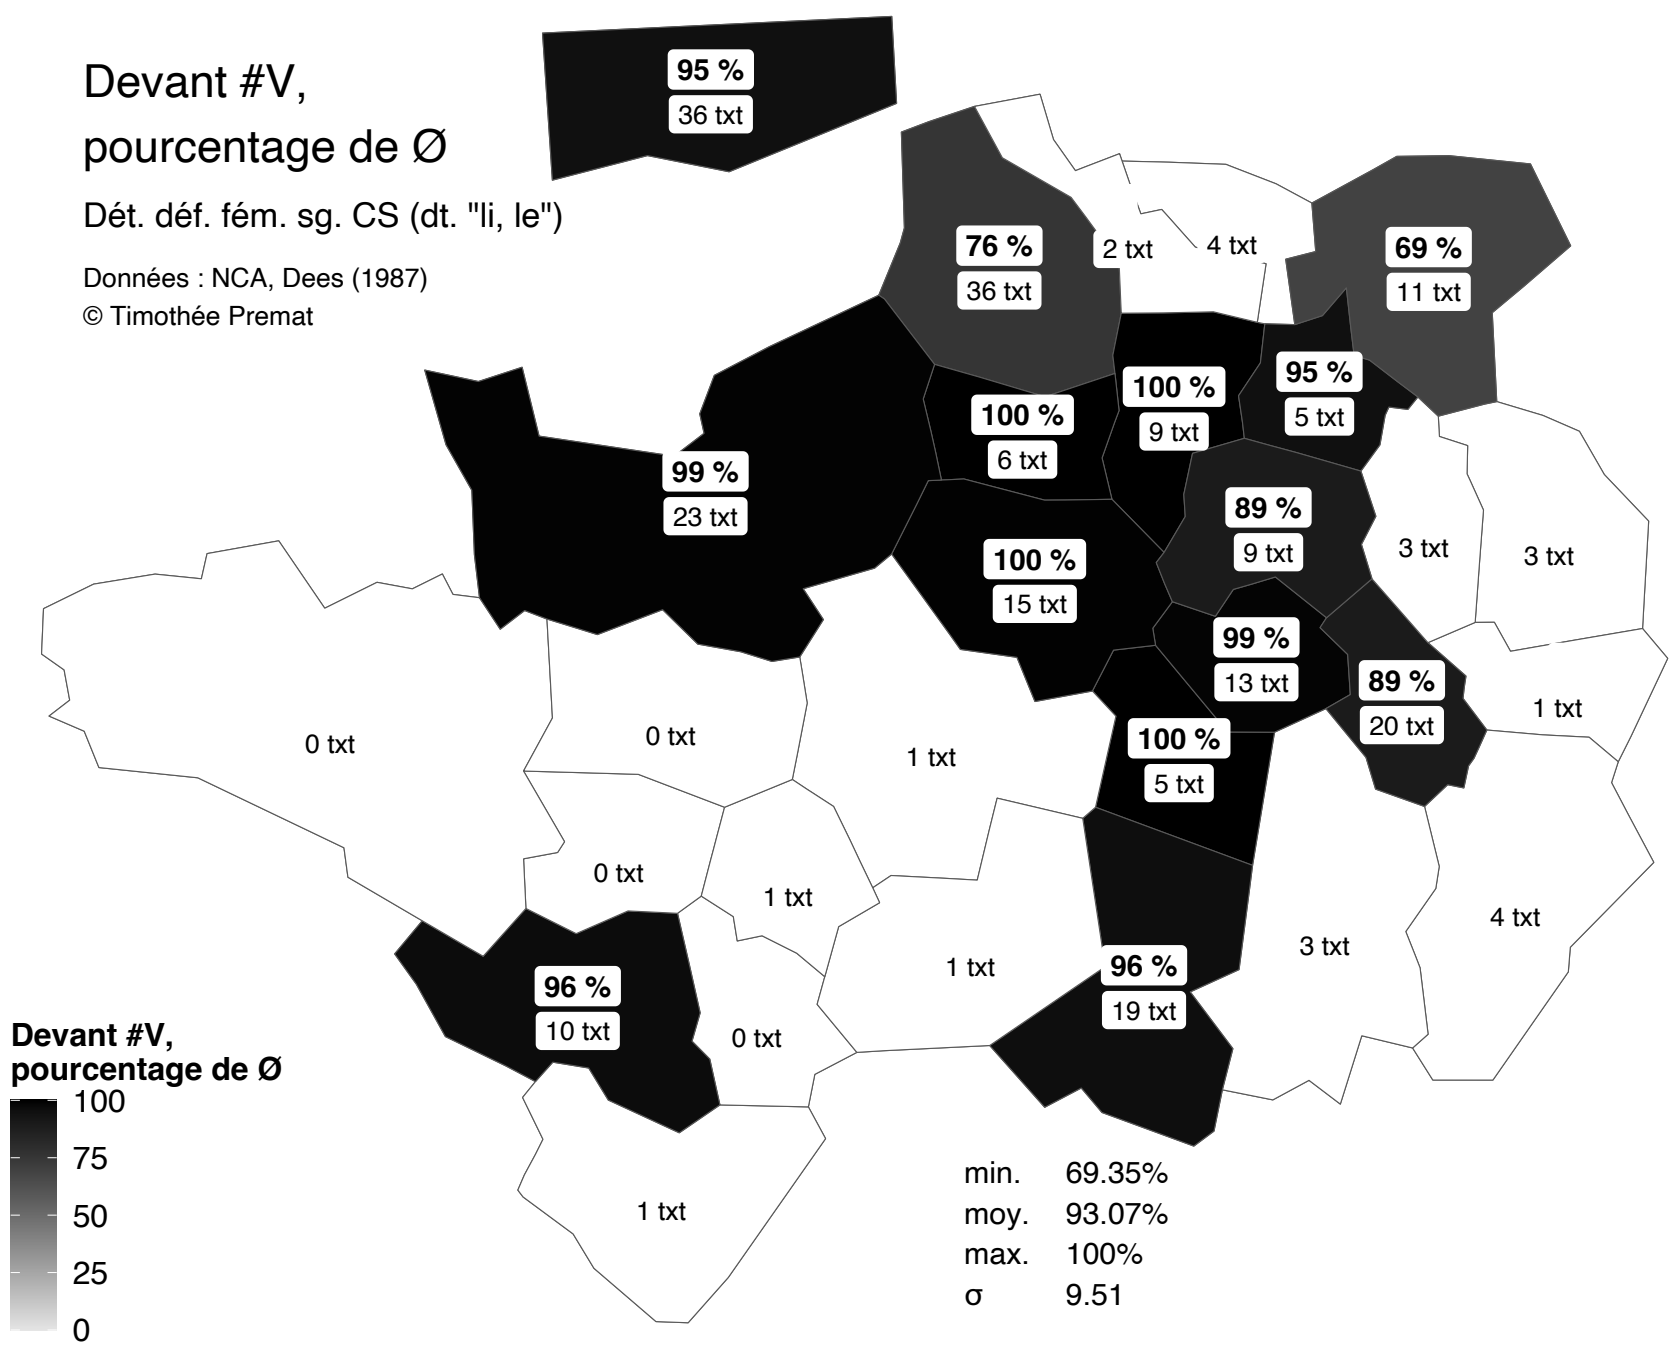 Devant #V,
pourcentage de Ø
Dét. déf. fém. sg. CS (dt. "li, le")
Données : NCA, Dees (1987)
© Timothée Premat
95 %
36 txt
76 %
36 txt
2 txt
4 txt
69 %
11 txt
99 %
23 txt
100 %
6 txt
100 %
9 txt
95 %
5 txt
100 %
15 txt
89 %
9 txt
3 txt
3 txt
99 %
13 txt
89 %
20 txt
1 txt
0 txt
0 txt
1 txt
100 %
5 txt
0 txt
1 txt
1 txt
96 %
19 txt
3 txt
4 txt
96 %
10 txt
0 txt
1 txt
Devant #V,
pourcentage de Ø
100
75
50
25
0
min. 69.35%
moy. 93.07%
max. 100%
σ 9.51